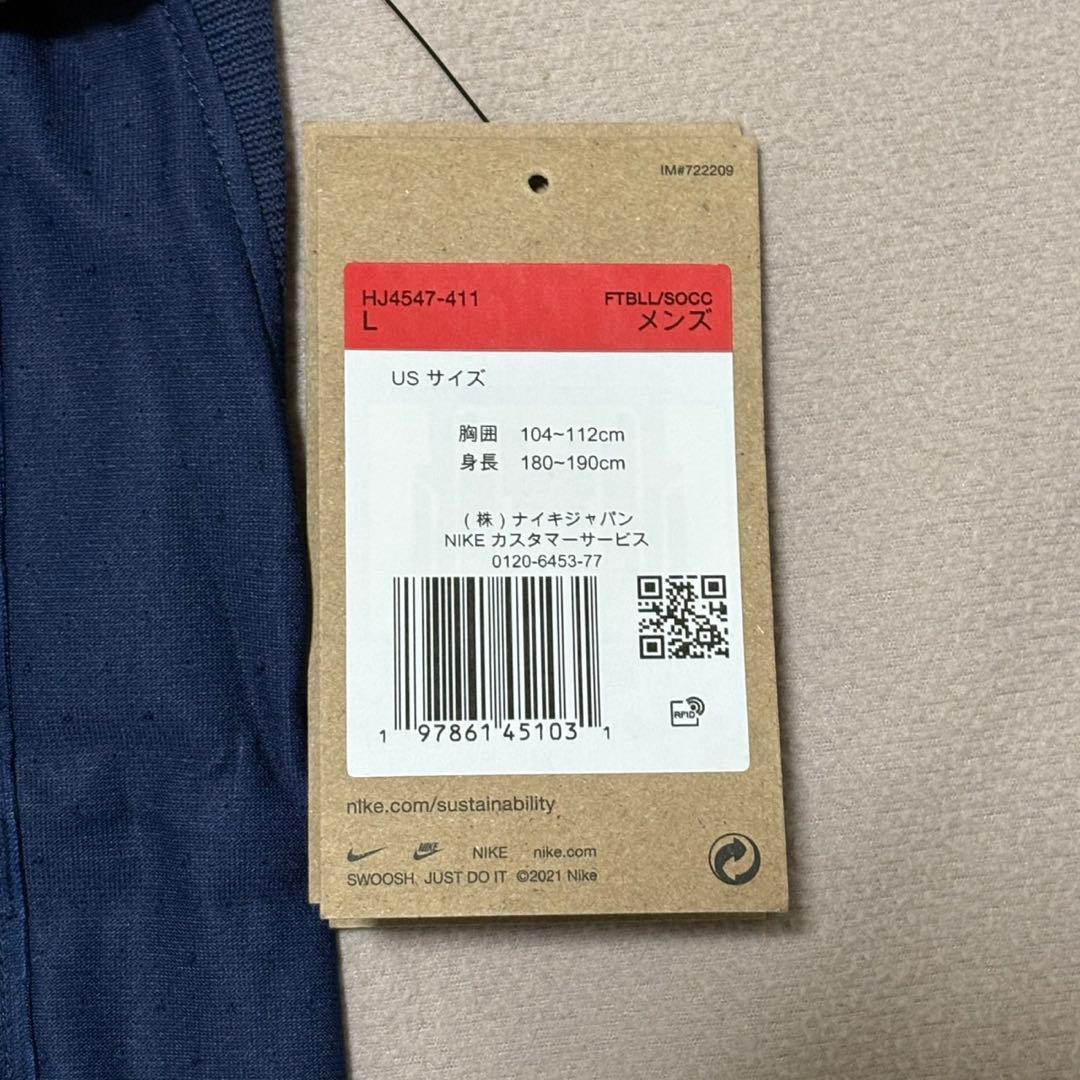 IM#722209
HJ4547-411 FTBLL/SOCC
L メンズ
US サイズ
胸囲 104~112cm
身長 180~190cm
(株)ナイキジャパン
NIKE カスタマーサービス
0120-6453-77
1 97861 45103 1
RFID
nike.com/sustainability
NIKE NIKE nike.com
SWOOSH, JUST DO IT ©2021 Nike